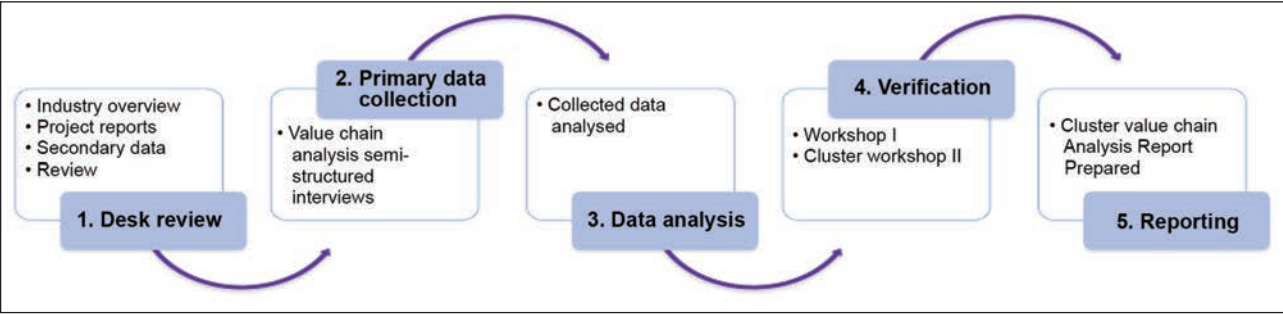 • Industry overview
• Project reports
• Secondary data
• Review
1. Desk review
2. Primary data
collection
• Value chain
analysis semi-
structured
interviews
• Collected data
analysed
3. Data analysis
4. Verification
• Workshop I
• Cluster workshop II
• Cluster value chain
Analysis Report
Prepared
5. Reporting